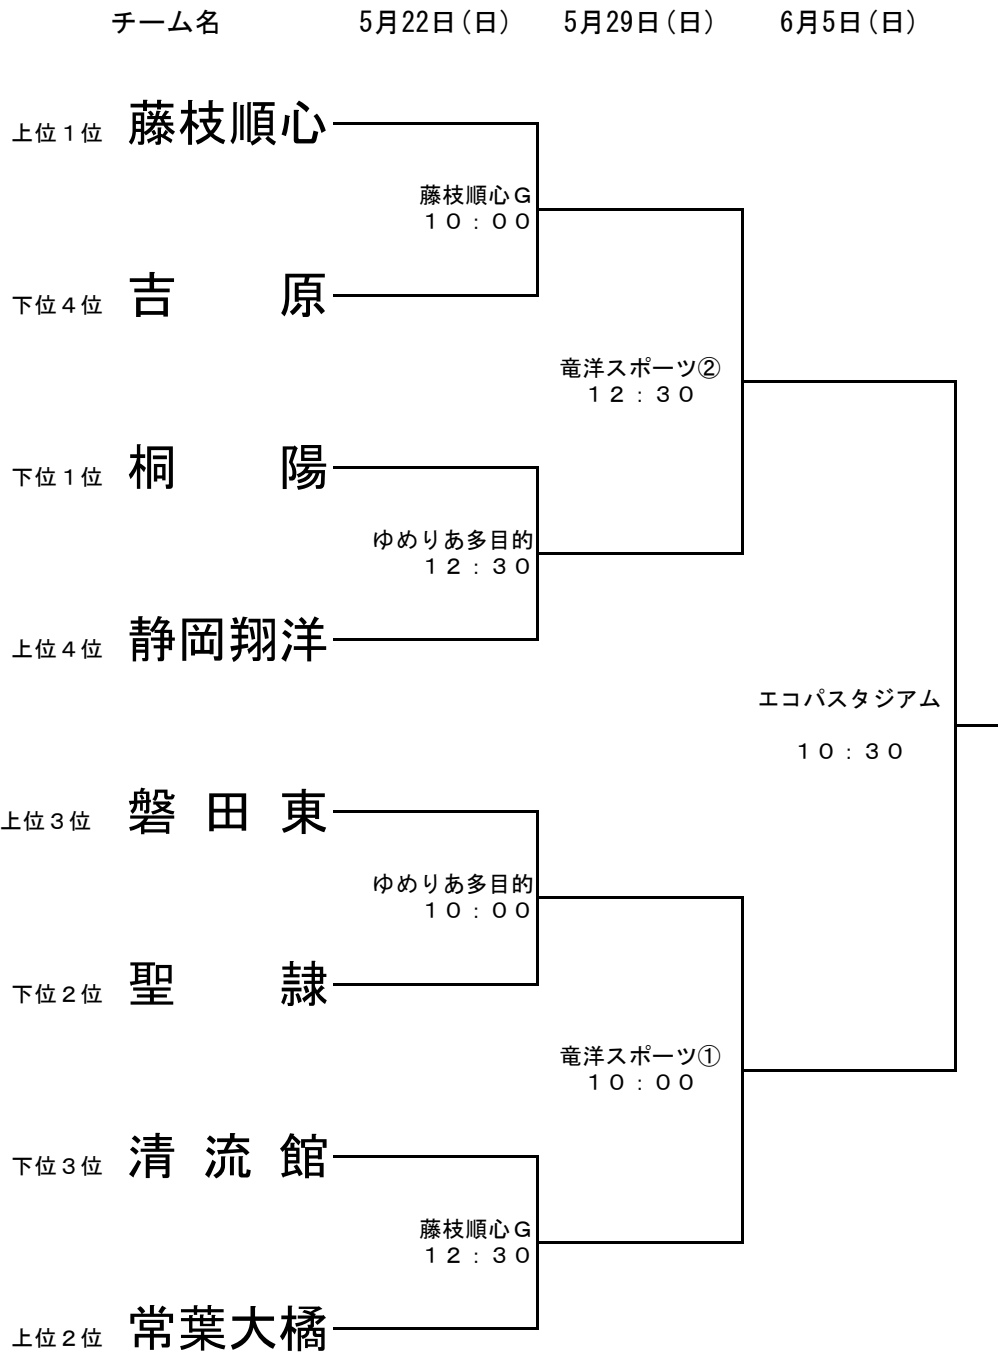 チーム名 5月22日(日) 5月29日(日) 6月5日(日)
上位１位 藤枝順心
藤枝順心Ｇ
１０：００
下位４位 吉原
竜洋スポーツ②
１２：３０
下位１位 桐陽
ゆめりあ多目的
１２：３０
上位４位 静岡翔洋
エコパスタジアム
１０：３０
上位３位 磐田東
ゆめりあ多目的
１０：００
下位２位 聖隷
竜洋スポーツ①
１０：００
下位３位 清流館
藤枝順心Ｇ
１２：３０
上位２位 常葉大橘